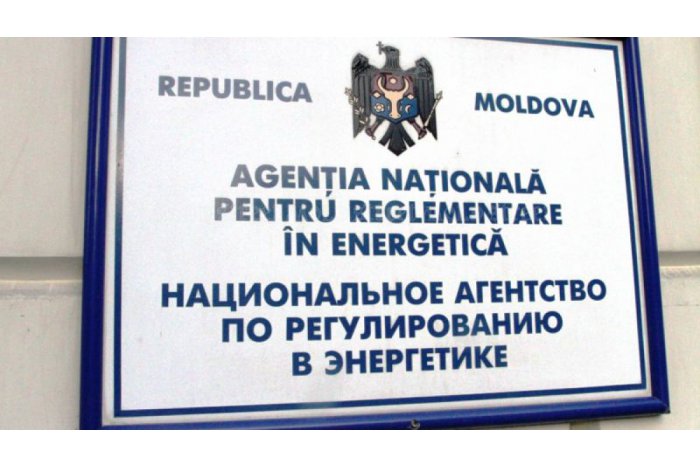 REPUBLICA MOLDOVA
AGENȚIA NAȚIONALĂ
PENTRU REGLEMENTARE
ÎN ENERGETICĂ
НАЦИОНАЛЬНОЕ АГЕНТСТВО
ПО РЕГУЛИРОВАНИЮ
В ЭНЕРГЕТИКЕ